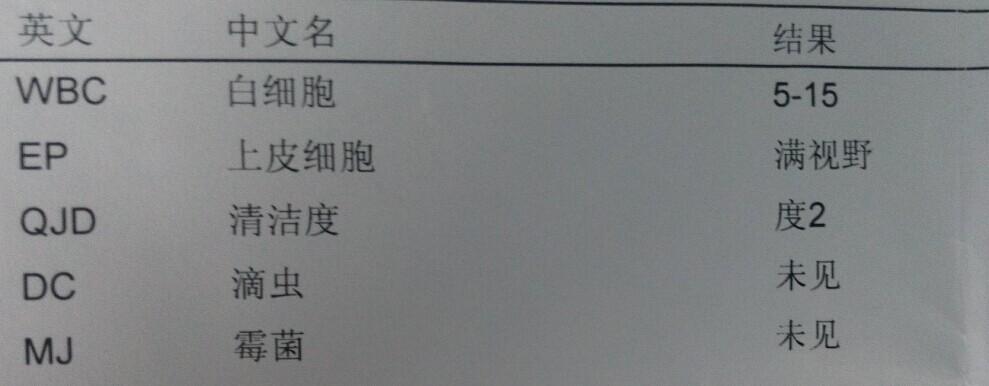 英文 中文名 结果
WBC 白细胞 5-15
EP 上皮细胞 满视野
QJD 清洁度 度2
DC 滴虫 未见
MJ 霉菌 未见